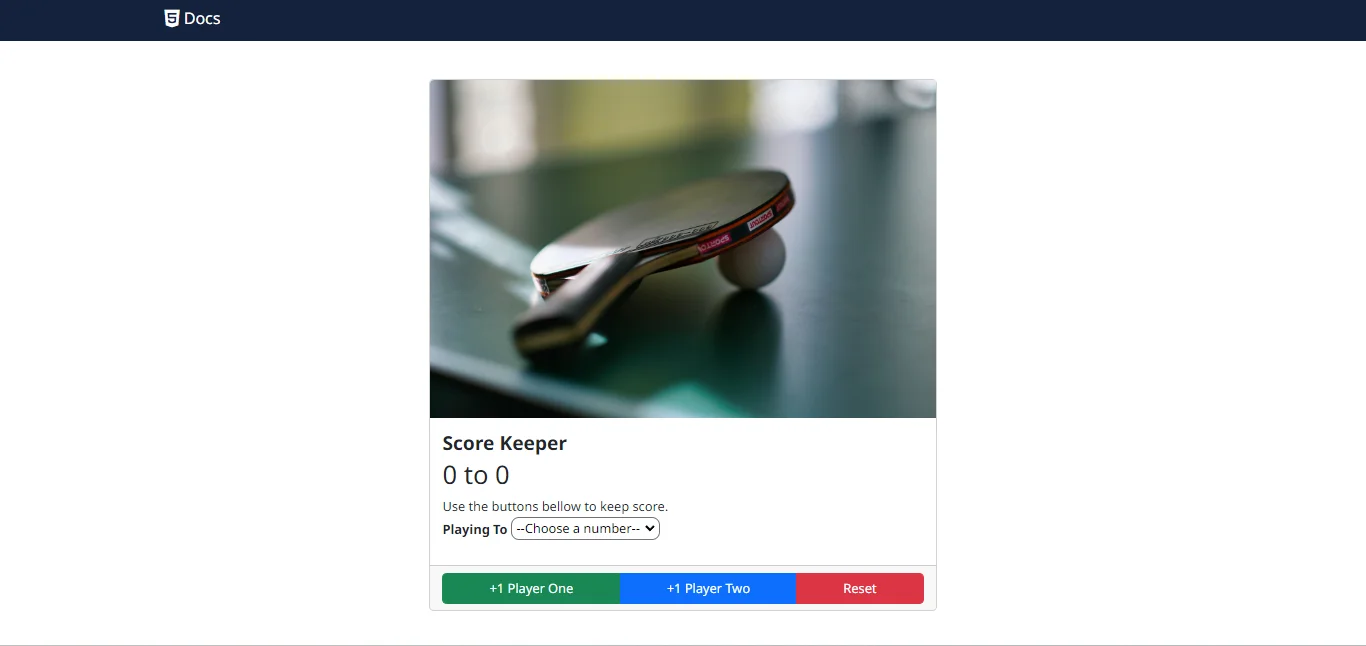 Docs
Score Keeper
0 to 0
Use the buttons bellow to keep score.
Playing To --Choose a number--
+1 Player One +1 Player Two Reset